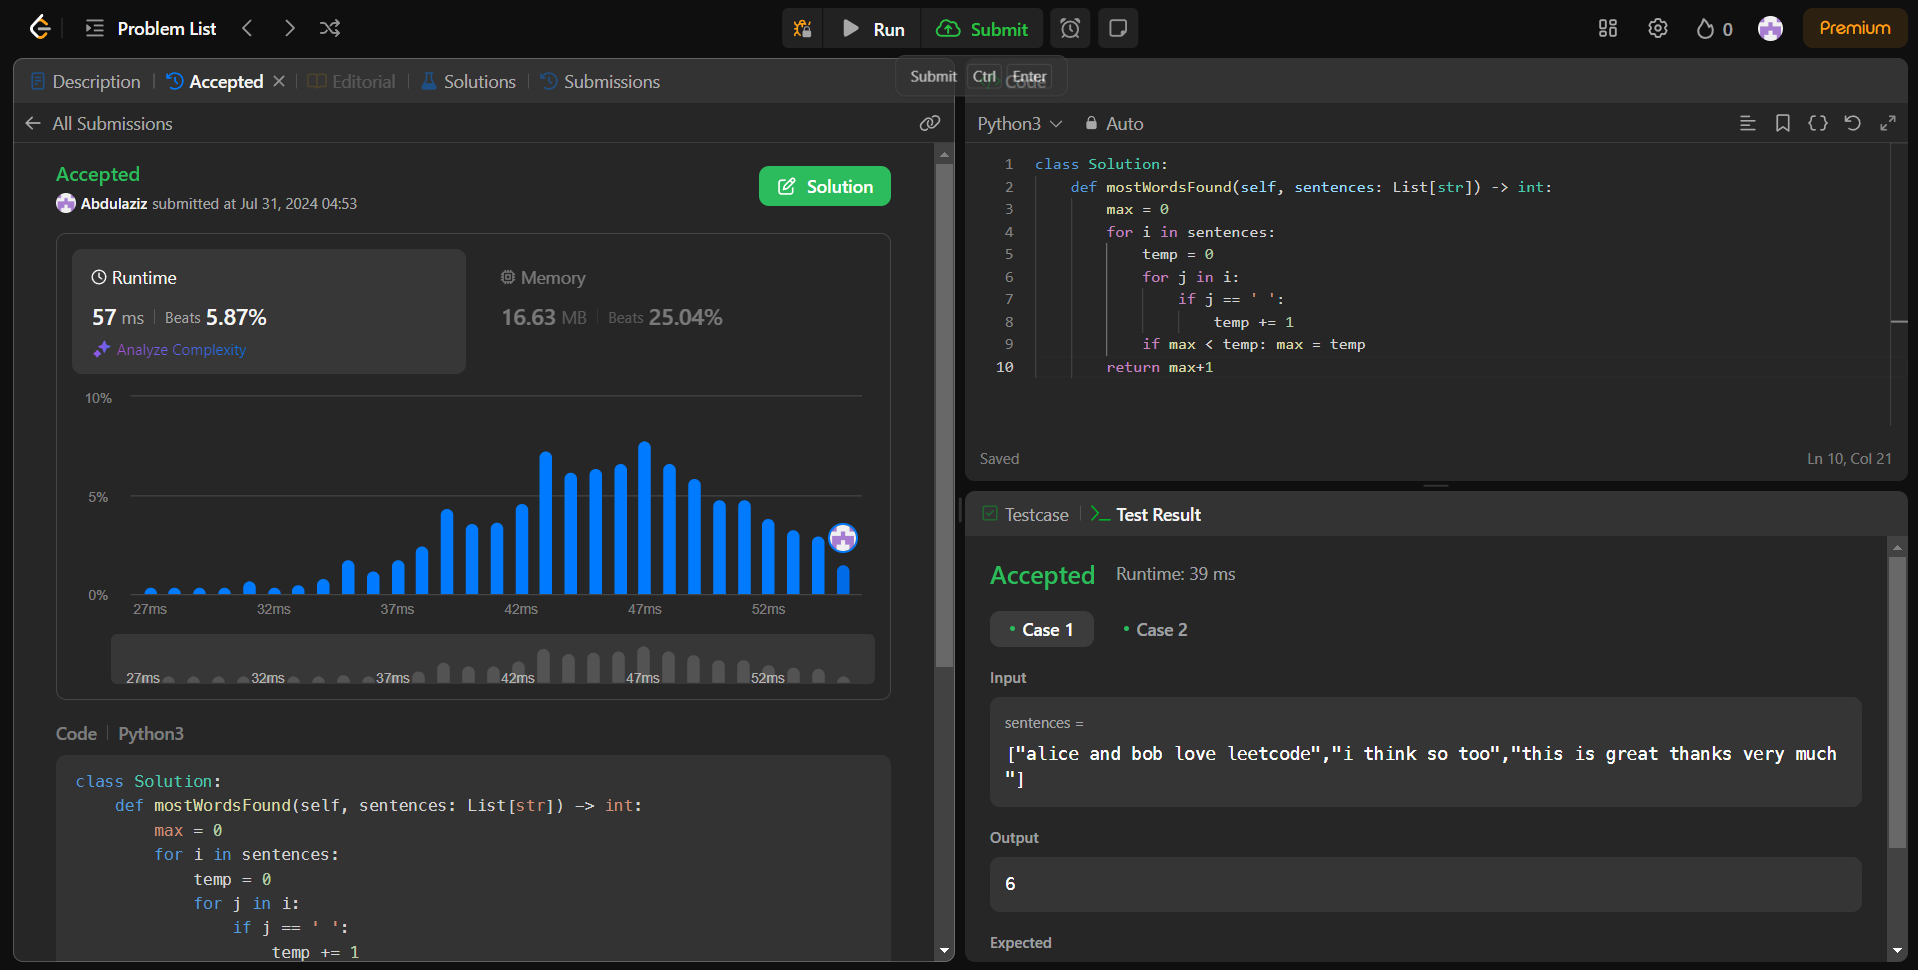 Problem List
Run
Submit
0
Premium
Description
Accepted
Editorial
Solutions
Submissions
Submit Ctrl Enter
Code
All Submissions
Accepted
Abdulaziz submitted at Jul 31, 2024 04:53
Solution
Runtime
57 ms Beats 5.87%
Analyze Complexity
Memory
16.63 MB Beats 25.04%
10%
5%
0%
27ms 32ms 37ms 42ms 47ms 52ms
27ms 32ms 37ms 42ms 47ms 52ms
Code Python3
class Solution:
def mostWordsFound(self, sentences: List[str]) -> int:
max = 0
for i in sentences:
temp = 0
for j in i:
if j == ' ':
temp += 1
Python3 Auto
1 class Solution:
2 def mostWordsFound(self, sentences: List[str]) -> int:
3 max = 0
4 for i in sentences:
5 temp = 0
6 for j in i:
7 if j == ' ':
8 temp += 1
9 if max < temp: max = temp
10 return max+1
Saved
Ln 10, Col 21
Testcase
Test Result
Accepted Runtime: 39 ms
Case 1 Case 2
Input
sentences =
["alice and bob love leetcode","i think so too","this is great thanks very much
"]
Output
6
Expected